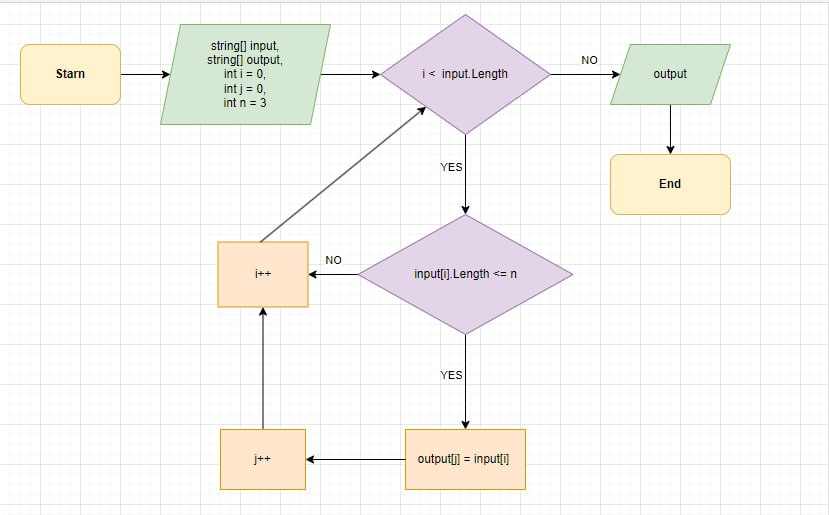 Starn
string[] input,
string[] output,
int i = 0,
int j = 0,
int n = 3
i < input.Length
NO
output
YES
End
i++
NO
input[i].Length <= n
YES
j++
output[j] = input[i]